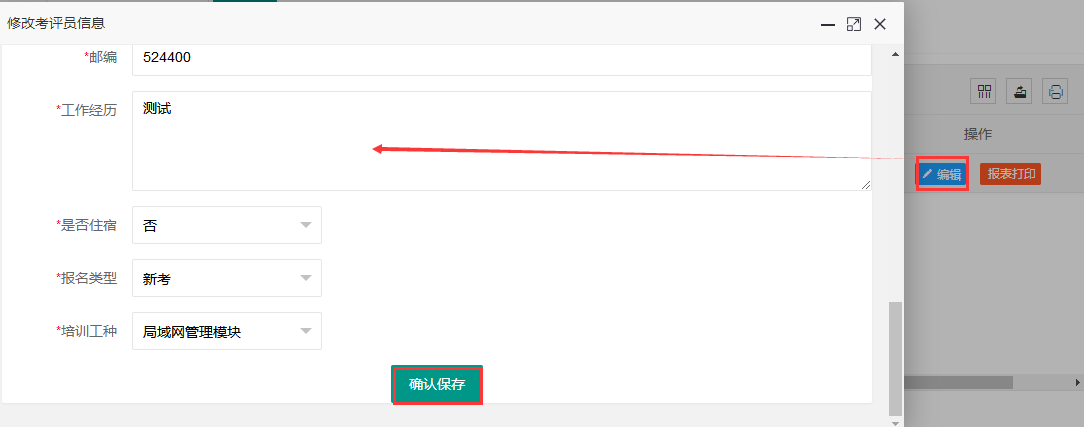 修改考评员信息
*邮编
524400
*工作经历
测试
操作
编辑
报表打印
*是否住宿
否
*报名类型
新考
*培训工种
局域网管理模块
确认保存